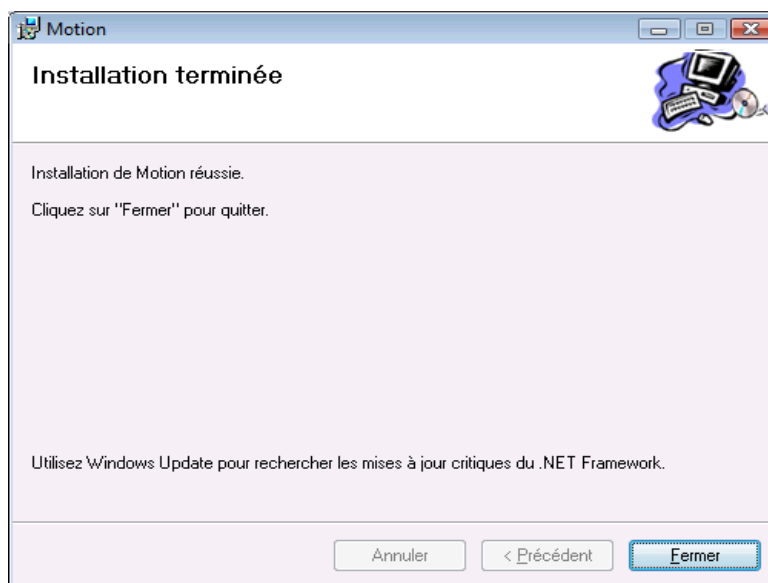 Motion
Installation terminée
Installation de Motion réussie.
Cliquez sur "Fermer" pour quitter.
Utilisez Windows Update pour rechercher les mises à jour critiques du .NET Framework.
Annuler
< Précédent
Fermer